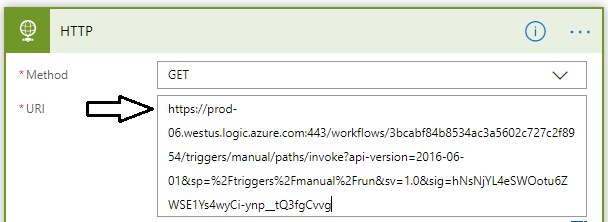 HTTP
* Method
GET
* URI
https://prod-
06.westus.logic.azure.com:443/workflows/3bcabf84b8534ac3a5602c727c2f89
54/triggers/manual/paths/invoke?api-version=2016-06-
01&sp=%2Ftriggers%2Fmanual%2Frun&sv=1.0&sig=hNsNjYL4eSWOotu6Z
WSE1Ys4wyCi-ynp__tQ3fgCvvg